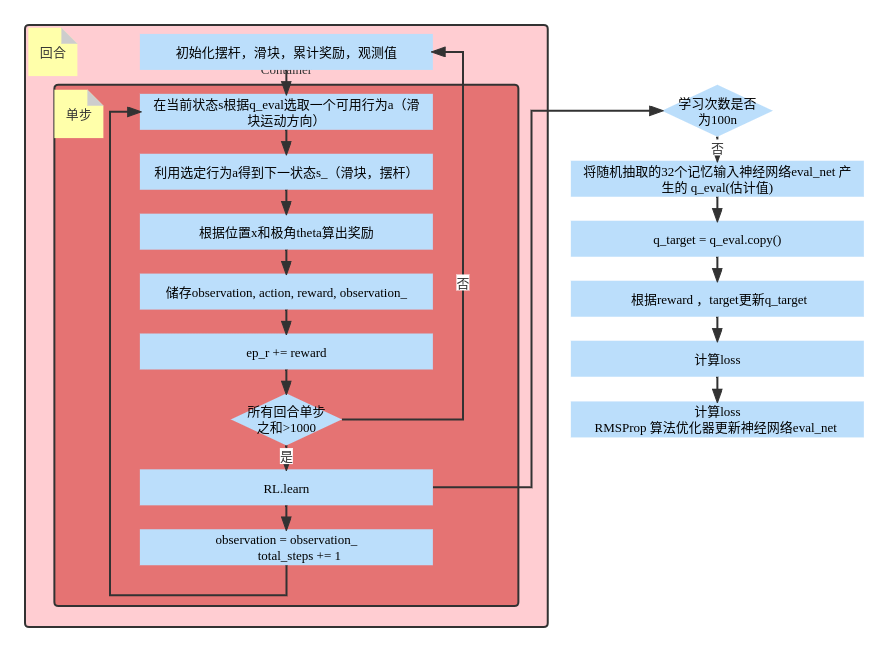 回合
初始化摆杆，滑块，累计奖励，观测值
Container
单步
在当前状态s根据q_eval选取一个可用行为a（滑
块运动方向）
利用选定行为a得到下一状态s_（滑块，摆杆）
根据位置x和极角theta算出奖励
储存observation, action, reward, observation_
ep_r += reward
所有回合单步
之和>1000
否
是
RL.learn
observation = observation_
total_steps += 1
学习次数是否
为100n
否
将随机抽取的32个记忆输入神经网络eval_net 产
生的 q_eval(估计值)
q_target = q_eval.copy()
根据reward ，target更新q_target
计算loss
计算loss
RMSProp 算法优化器更新神经网络eval_net